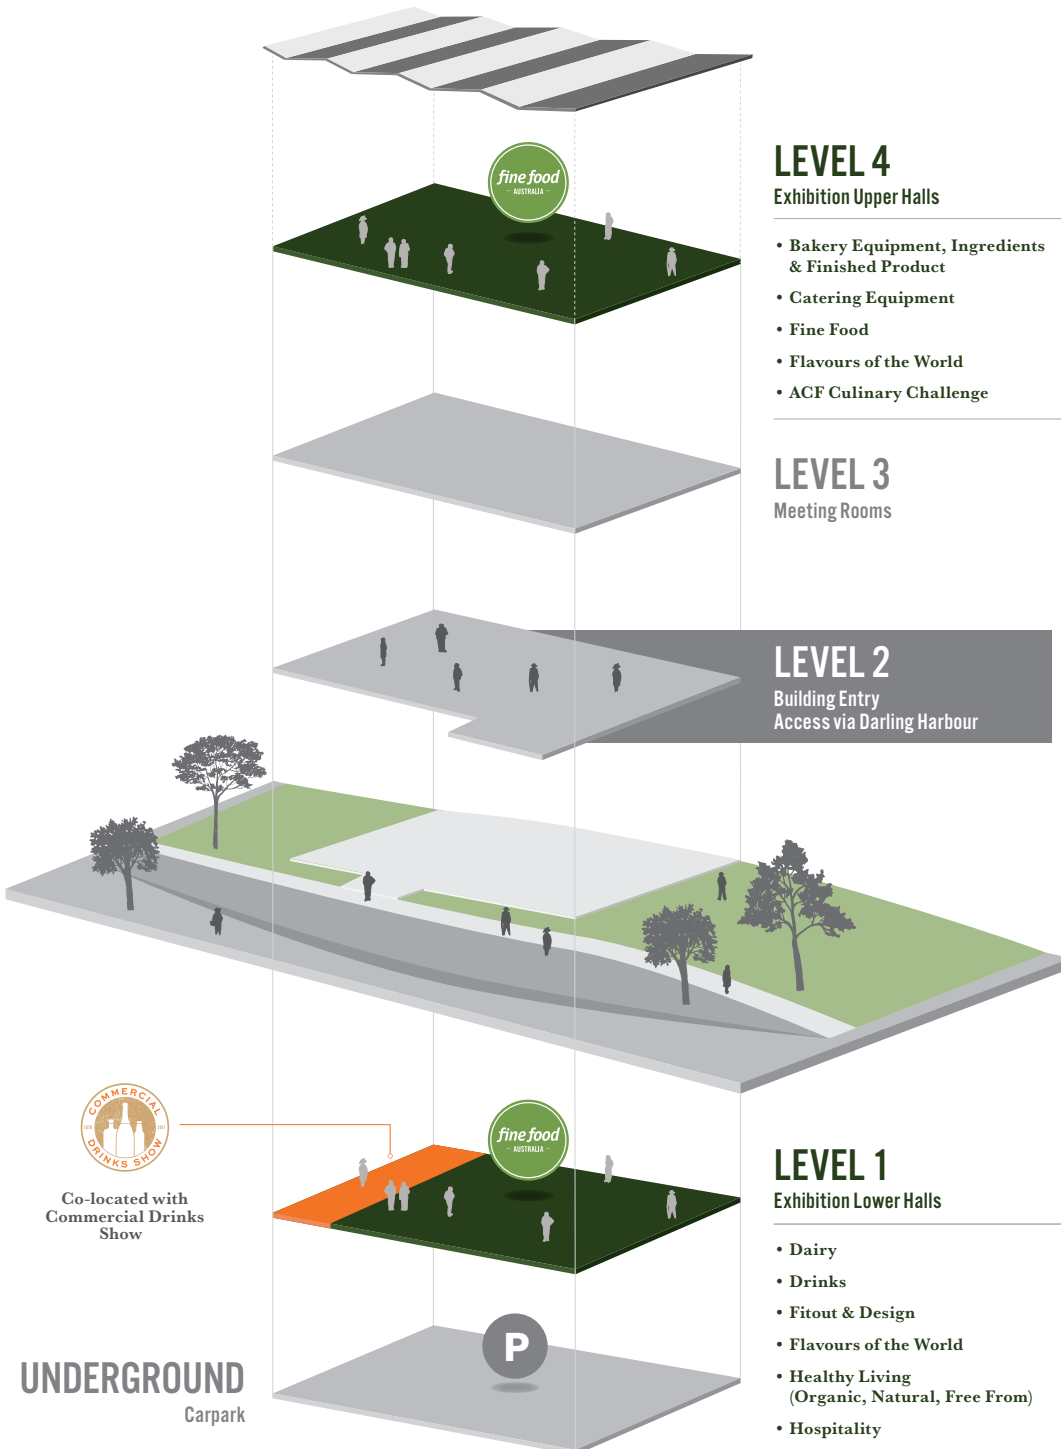 fine food
- AUSTRALIA -
LEVEL 4
Exhibition Upper Halls
• Bakery Equipment, Ingredients
& Finished Product
• Catering Equipment
• Fine Food
• Flavours of the World
• ACF Culinary Challenge
LEVEL 3
Meeting Rooms
LEVEL 2
Building Entry
Access via Darling Harbour
COMMERCIAL
DRINKS SHOW
Co-located with
Commercial Drinks
Show
fine food
- AUSTRALIA -
LEVEL 1
Exhibition Lower Halls
• Dairy
• Drinks
• Fitout & Design
• Flavours of the World
• Healthy Living
(Organic, Natural, Free From)
• Hospitality
P
UNDERGROUND
Carpark